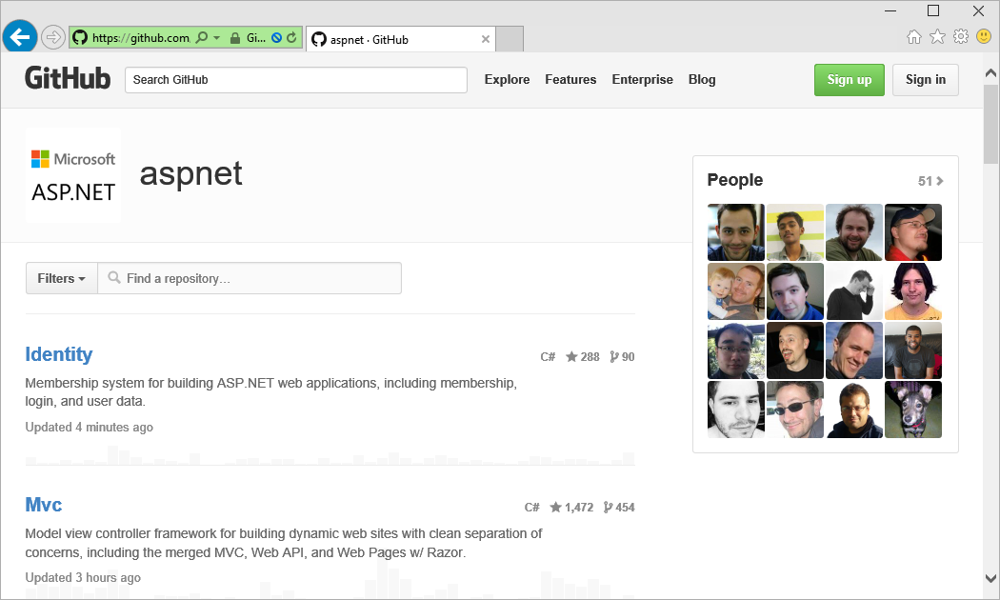 https://github.com
Gi...
aspnet · GitHub
GitHub
Search GitHub
Explore
Features
Enterprise
Blog
Sign up
Sign in
Microsoft
ASP.NET
aspnet
People
51
Filters
Find a repository...
Identity
C#
288
90
Membership system for building ASP.NET web applications, including membership,
login, and user data.
Updated 4 minutes ago
Mvc
C#
1,472
454
Model view controller framework for building dynamic web sites with clean separation of
concerns, including the merged MVC, Web API, and Web Pages w/ Razor.
Updated 3 hours ago